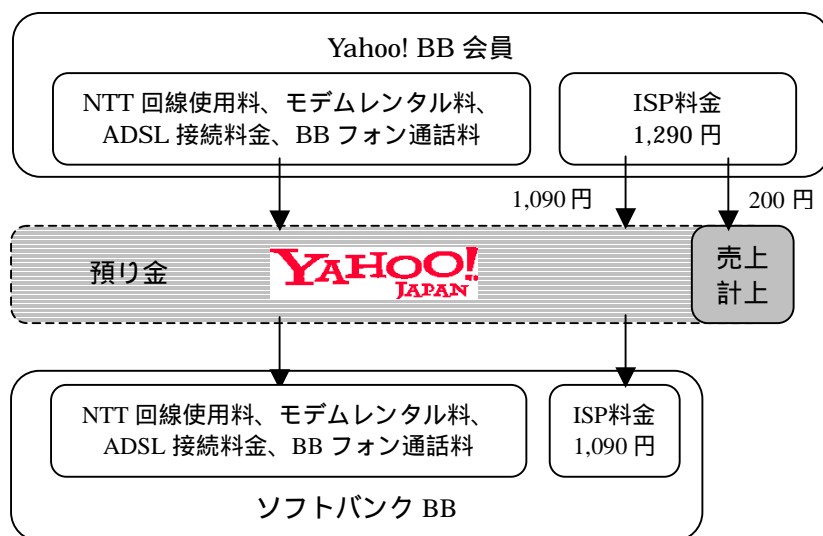 Yahoo! BB 会員
NTT 回線使用料、モデムレンタル料、
ADSL 接続料金、BB フォン通話料
ISP料金
1,290 円
1,090 円
200 円
預り金
YAHOO!
JAPAN
売上
計上
NTT 回線使用料、モデムレンタル料、
ADSL 接続料金、BB フォン通話料
ISP料金
1,090 円
ソフトバンク BB